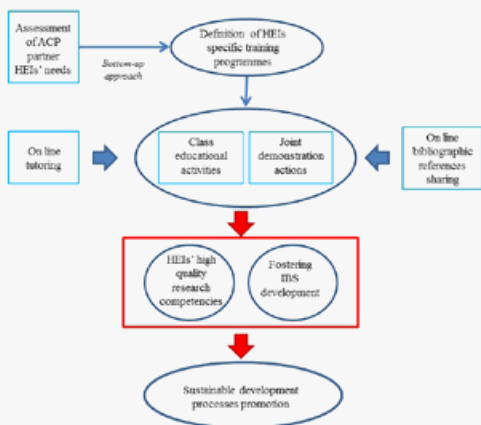 Assessment
of ACP
partner
HEIs' needs
Bottom-up
approach
Definition of HEIs
specific training
programmes
On line
tutoring
Class
educational
activities
Joint
demonstration
actions
On line
bibliographic
references
sharing
HEIs' high
quality
research
competencies
Fostering
IBS
development
Sustainable development
processes promotion